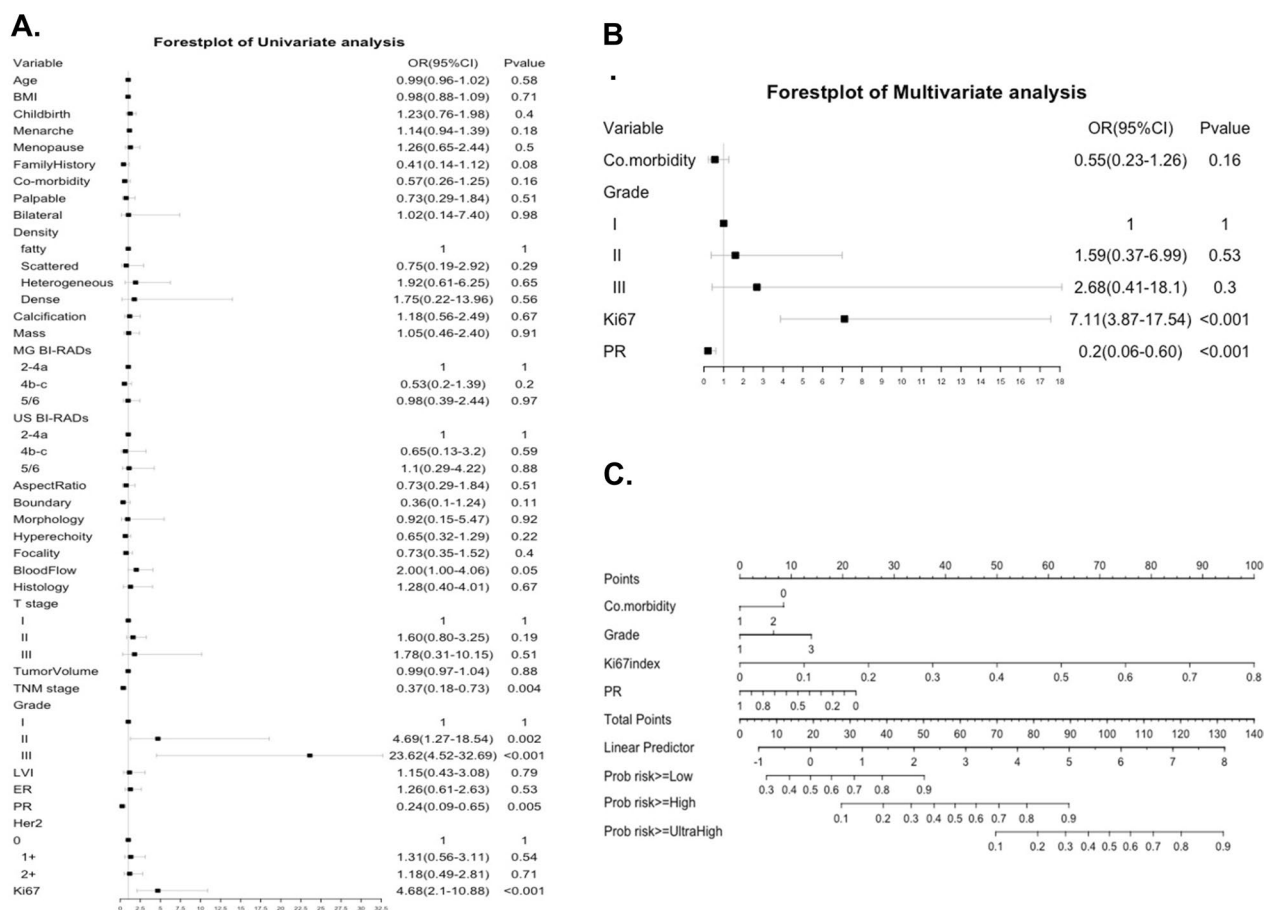 A.
Forestplot of Univariate analysis
Variable OR(95%CI) Pvalue
Age 0.99(0.96-1.02) 0.58
BMI 0.98(0.88-1.09) 0.71
Childbirth 1.23(0.76-1.98) 0.4
Menarche 1.14(0.94-1.39) 0.18
Menopause 1.26(0.65-2.44) 0.5
FamilyHistory 0.41(0.14-1.12) 0.08
Co-morbidity 0.57(0.26-1.25) 0.16
Palpable 0.73(0.29-1.84) 0.51
Bilateral 1.02(0.14-7.40) 0.98
Density
fatty 1 1
Scattered 0.75(0.19-2.92) 0.29
Heterogeneous 1.92(0.61-6.25) 0.65
Dense 1.75(0.22-13.96) 0.56
Calcification 1.18(0.56-2.49) 0.67
Mass 1.05(0.46-2.40) 0.91
MG BI-RADs
2-4a 1 1
4b-c 0.53(0.2-1.39) 0.2
5/6 0.98(0.39-2.44) 0.97
US BI-RADs
2-4a 1 1
4b-c 0.65(0.13-3.2) 0.59
5/6 1.1(0.29-4.22) 0.88
AspectRatio 0.73(0.29-1.84) 0.51
Boundary 0.36(0.1-1.24) 0.11
Morphology 0.92(0.15-5.47) 0.92
Hyperechoity 0.65(0.32-1.29) 0.22
Focality 0.73(0.35-1.52) 0.4
BloodFlow 2.00(1.00-4.06) 0.05
Histology 1.28(0.40-4.01) 0.67
T stage
I 1 1
II 1.60(0.80-3.25) 0.19
III 1.78(0.31-10.15) 0.51
TumorVolume 0.99(0.97-1.04) 0.88
TNM stage 0.37(0.18-0.73) 0.004
Grade
I 1 1
II 4.69(1.27-18.54) 0.002
III 23.62(4.52-32.69) <0.001
LVI 1.15(0.43-3.08) 0.79
ER 1.26(0.61-2.63) 0.53
PR 0.24(0.09-0.65) 0.005
Her2
0 1 1
1+ 1.31(0.56-3.11) 0.54
2+ 1.18(0.49-2.81) 0.71
Ki67 4.68(2.1-10.88) <0.001
0 2.5 5 7.5 10 12.5 15 17.5 20 22.5 25 27.5 30 32.5
B
.
Forestplot of Multivariate analysis
Variable OR(95%CI) Pvalue
Co.morbidity 0.55(0.23-1.26) 0.16
Grade
I 1 1
II 1.59(0.37-6.99) 0.53
III 2.68(0.41-18.1) 0.3
Ki67 7.11(3.87-17.54) <0.001
PR 0.2(0.06-0.60) <0.001
0 1 2 3 4 5 6 7 8 9 10 11 12 13 14 15 16 17 18
C.
0 10 20 30 40 50 60 70 80 90 100
Points
0
Co.morbidity
1 2
Grade
1 3
Ki67index
0 0.1 0.2 0.3 0.4 0.5 0.6 0.7 0.8
PR
1 0.8 0.5 0.2 0
Total Points
0 10 20 30 40 50 60 70 80 90 100 110 120 130 140
Linear Predictor
-1 0 1 2 3 4 5 6 7 8
Prob risk>=Low
0.3 0.4 0.5 0.6 0.7 0.8 0.9
Prob risk>=High
0.1 0.2 0.3 0.4 0.5 0.6 0.7 0.8 0.9
Prob risk>=UltraHigh
0.1 0.2 0.3 0.4 0.5 0.6 0.7 0.8 0.9